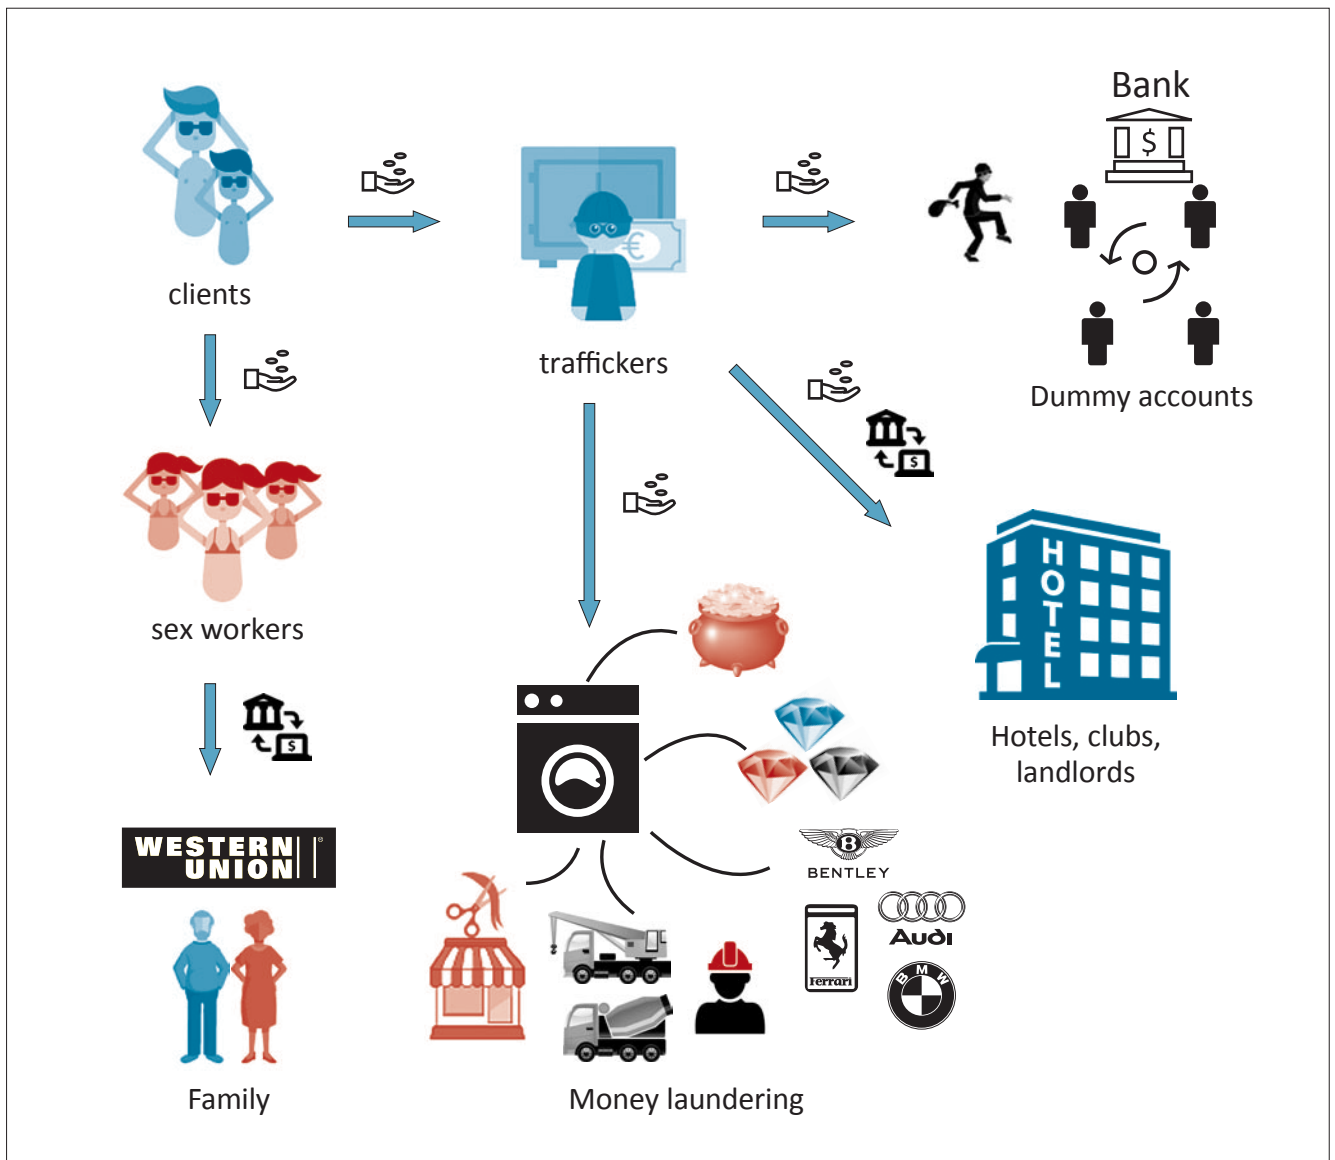 Bank
$
clients
€
traffickers
Dummy accounts
$
sex workers
HOTEL
$
Hotels, clubs,
landlords
WESTERN
UNION
®
B
BENTLEY
Audi
Ferrari
BMW
Family
Money laundering